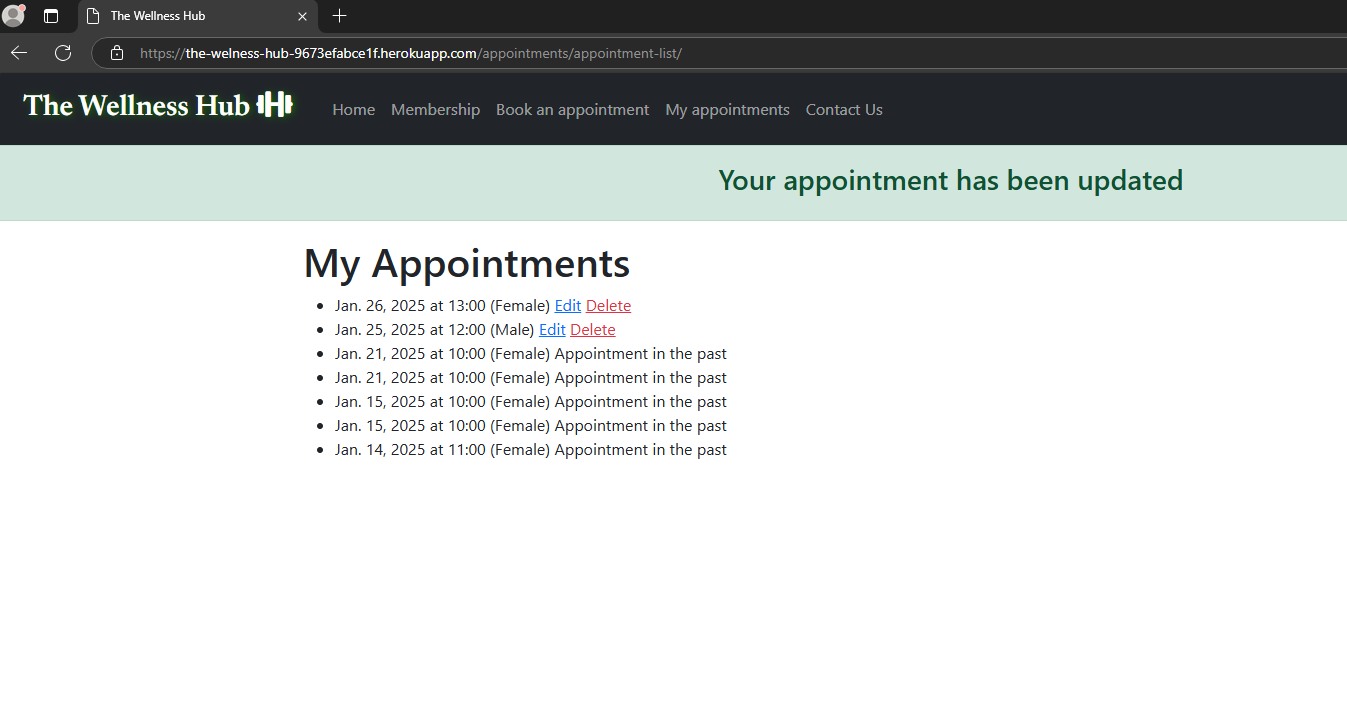 The Wellness Hub
https://the-welness-hub-9673efabce1f.herokuapp.com/appointments/appointment-list/
The Wellness Hub Home Membership Book an appointment My appointments Contact Us
Your appointment has been updated
My Appointments
Jan. 26, 2025 at 13:00 (Female) Edit Delete
Jan. 25, 2025 at 12:00 (Male) Edit Delete
Jan. 21, 2025 at 10:00 (Female) Appointment in the past
Jan. 21, 2025 at 10:00 (Female) Appointment in the past
Jan. 15, 2025 at 10:00 (Female) Appointment in the past
Jan. 15, 2025 at 10:00 (Female) Appointment in the past
Jan. 14, 2025 at 11:00 (Female) Appointment in the past